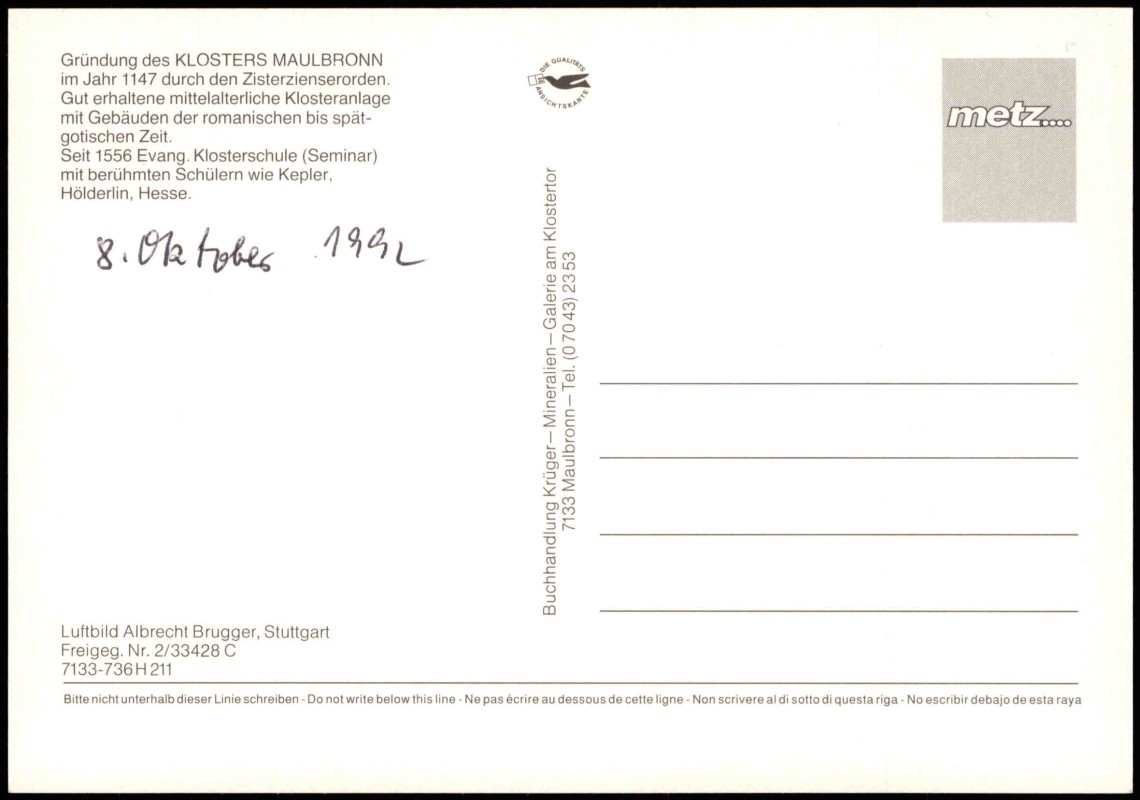 Gründung des KLOSTERS MAULBRONN
im Jahr 1147 durch den Zisterzienserorden.
Gut erhaltene mittelalterliche Klosteranlage
mit Gebäuden der romanischen bis spät-
gotischen Zeit.
Seit 1556 Evang. Klosterschule (Seminar)
mit berühmten Schülern wie Kepler,
Hölderlin, Hesse.
8. Oktober 1992
Luftbild Albrecht Brugger, Stuttgart
Freigeg. Nr. 2/33428 C
7133-736 H 211
DIE QUALITÄTS
ANSICHTSKARTE
Buchhandlung Krüger – Mineralien – Galerie am Klostertor
7133 Maulbronn – Tel. (0 70 43) 23 53
metz....
Bitte nicht unterhalb dieser Linie schreiben - Do not write below this line - Ne pas écrire au dessous de cette ligne - Non scrivere al di sotto di questa riga - No escribir debajo de esta raya